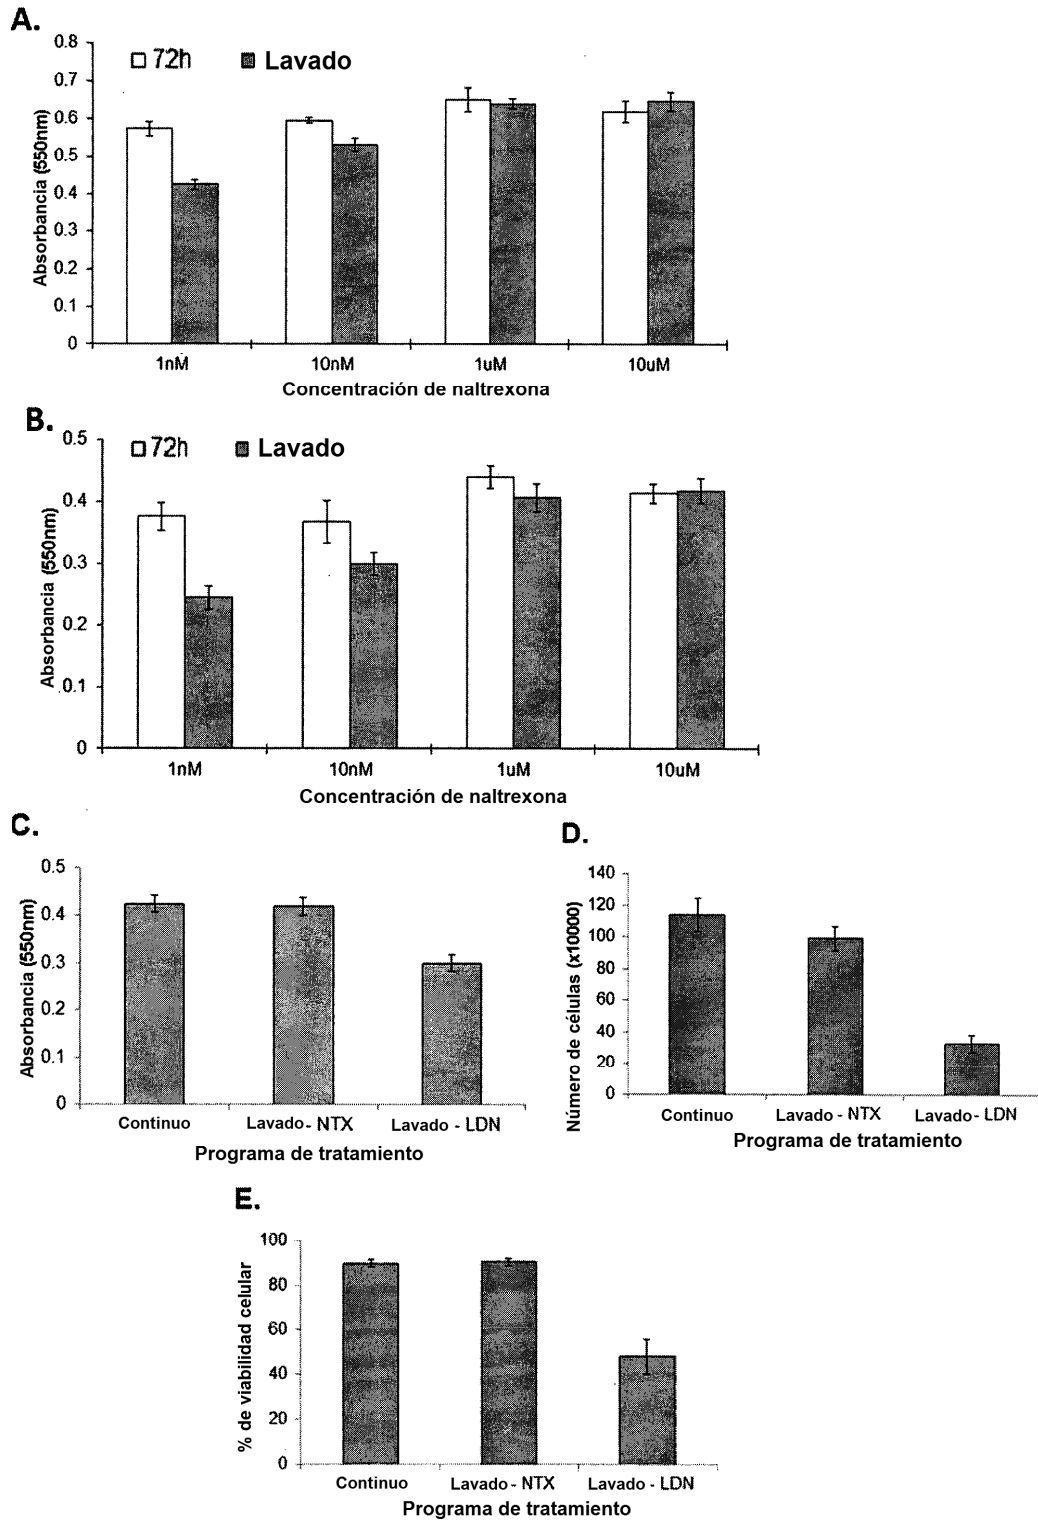 A.
72h Lavado
0.8
0.7
0.6
0.5
0.4
0.3
0.2
0.1
0
Absorbancia (550nm)
1nM 10nM 1uM 10uM
Concentración de naltrexona
B.
72h Lavado
0.5
0.4
0.3
0.2
0.1
0
Absorbancia (550nm)
1nM 10nM 1uM 10uM
Concentración de naltrexona
C.
0.5
0.4
0.3
0.2
0.1
0
Absorbancia (550nm)
Continuo Lavado - NTX Lavado - LDN
Programa de tratamiento
D.
140
120
100
80
60
40
20
0
Número de células (x10000)
Continuo Lavado - NTX Lavado- LDN
Programa de tratamiento
E.
100
80
60
40
20
0
% de viabilidad celular
Continuo Lavado - NTX Lavado - LDN
Programa de tratamiento